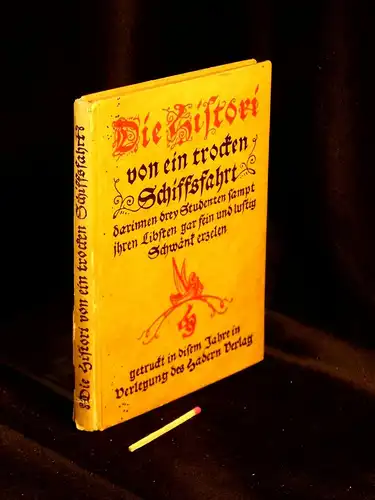 Die Histori
von ein trocken
Schiffsfahrt
darinnen drey Studenten sampt
ihren Libsten gar fein und lustig
Schwänk erzelen
getruckt in disem Jahre in
Verlegung des Hadern Verlag
Die Histori von ein trocken Schiffsfahrt